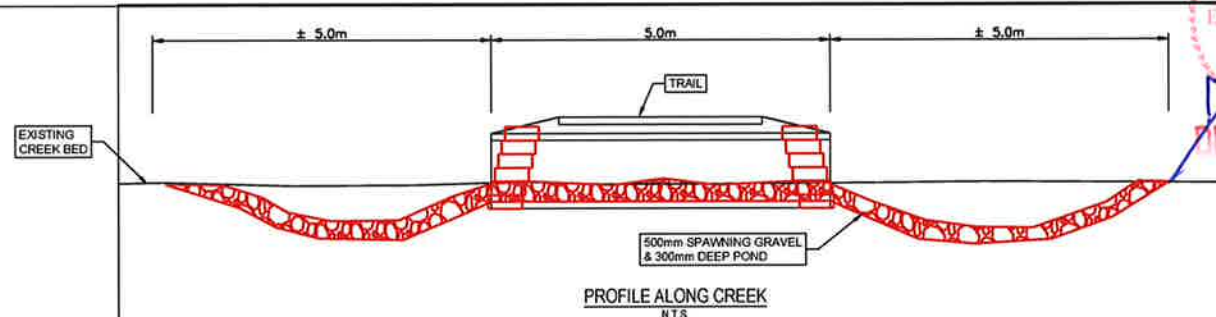 ± 5.0m
5.0m
± 5.0m
TRAIL
EXISTING
CREEK BED
500mm SPAWNING GRAVEL
& 300mm DEEP POND
PROFILE ALONG CREEK
N.T.S.